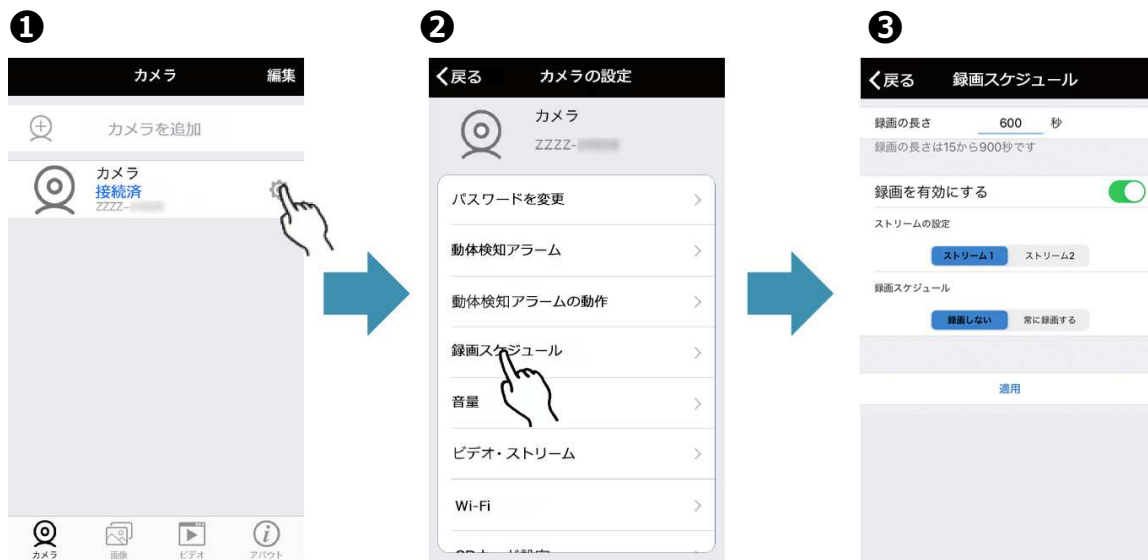 ❶
カメラ 編集
カメラを追加
カメラ
接続済
ZZZZ-
カメラ 画像 ビデオ アバウト
❷
戻る カメラの設定
カメラ
ZZZZ-
パスワードを変更
動体検知アラーム
動体検知アラームの動作
録画スケジュール
音量
ビデオ・ストリーム
Wi-Fi
❸
戻る 録画スケジュール
録画の長さ 600 秒
録画の長さは15から900秒です
録画を有効にする
ストリームの設定
ストリーム1 ストリーム2
録画スケジュール
録画しない 常に録画する
適用